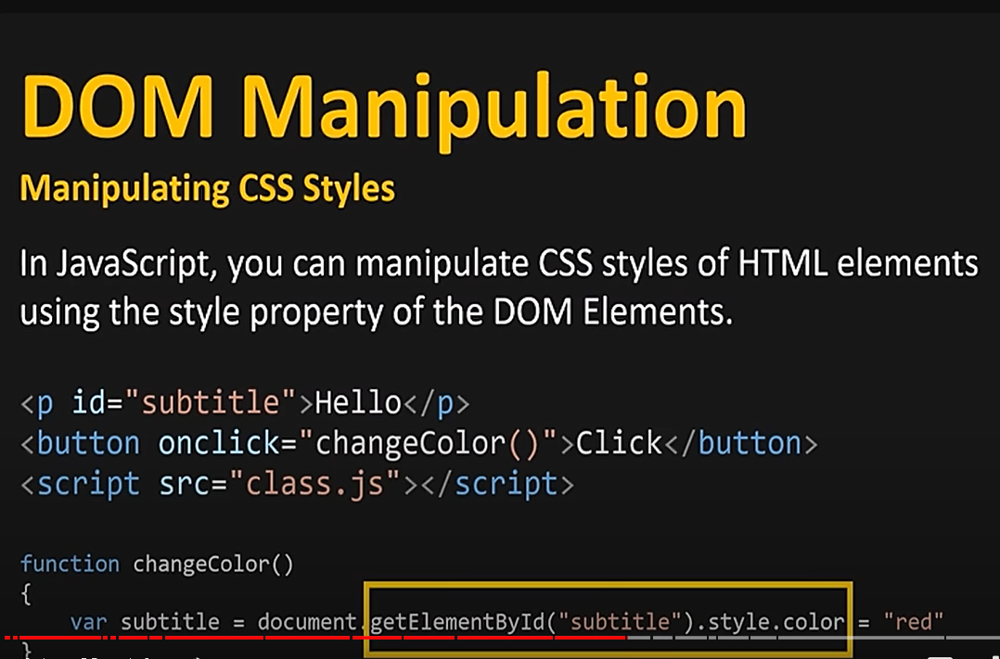 DOM Manipulation
Manipulating CSS Styles
In JavaScript, you can manipulate CSS styles of HTML elements
using the style property of the DOM Elements.
<p id="subtitle">Hello</p>
<button onclick="changeColor()">Click</button>
<script src="class.js"></script>
function changeColor()
{
    var subtitle = document.getElementById("subtitle").style.color = "red"
}